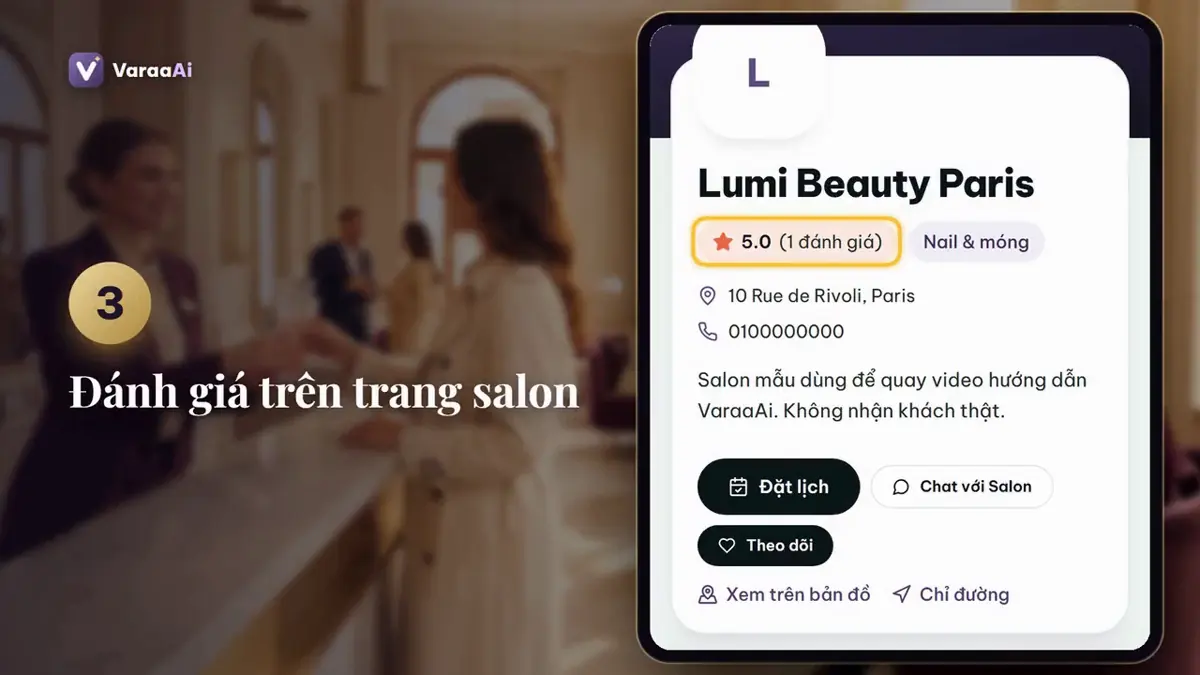 VaraaAi
3
Đánh giá trên trang salon
L
Lumi Beauty Paris
5.0 (1 đánh giá)
Nail & móng
10 Rue de Rivoli, Paris
0100000000
Salon mẫu dùng để quay video hướng dẫn
VaraaAi. Không nhận khách thật.
Đặt lịch
Chat với Salon
Theo dõi
Xem trên bản đồ
Chỉ đường